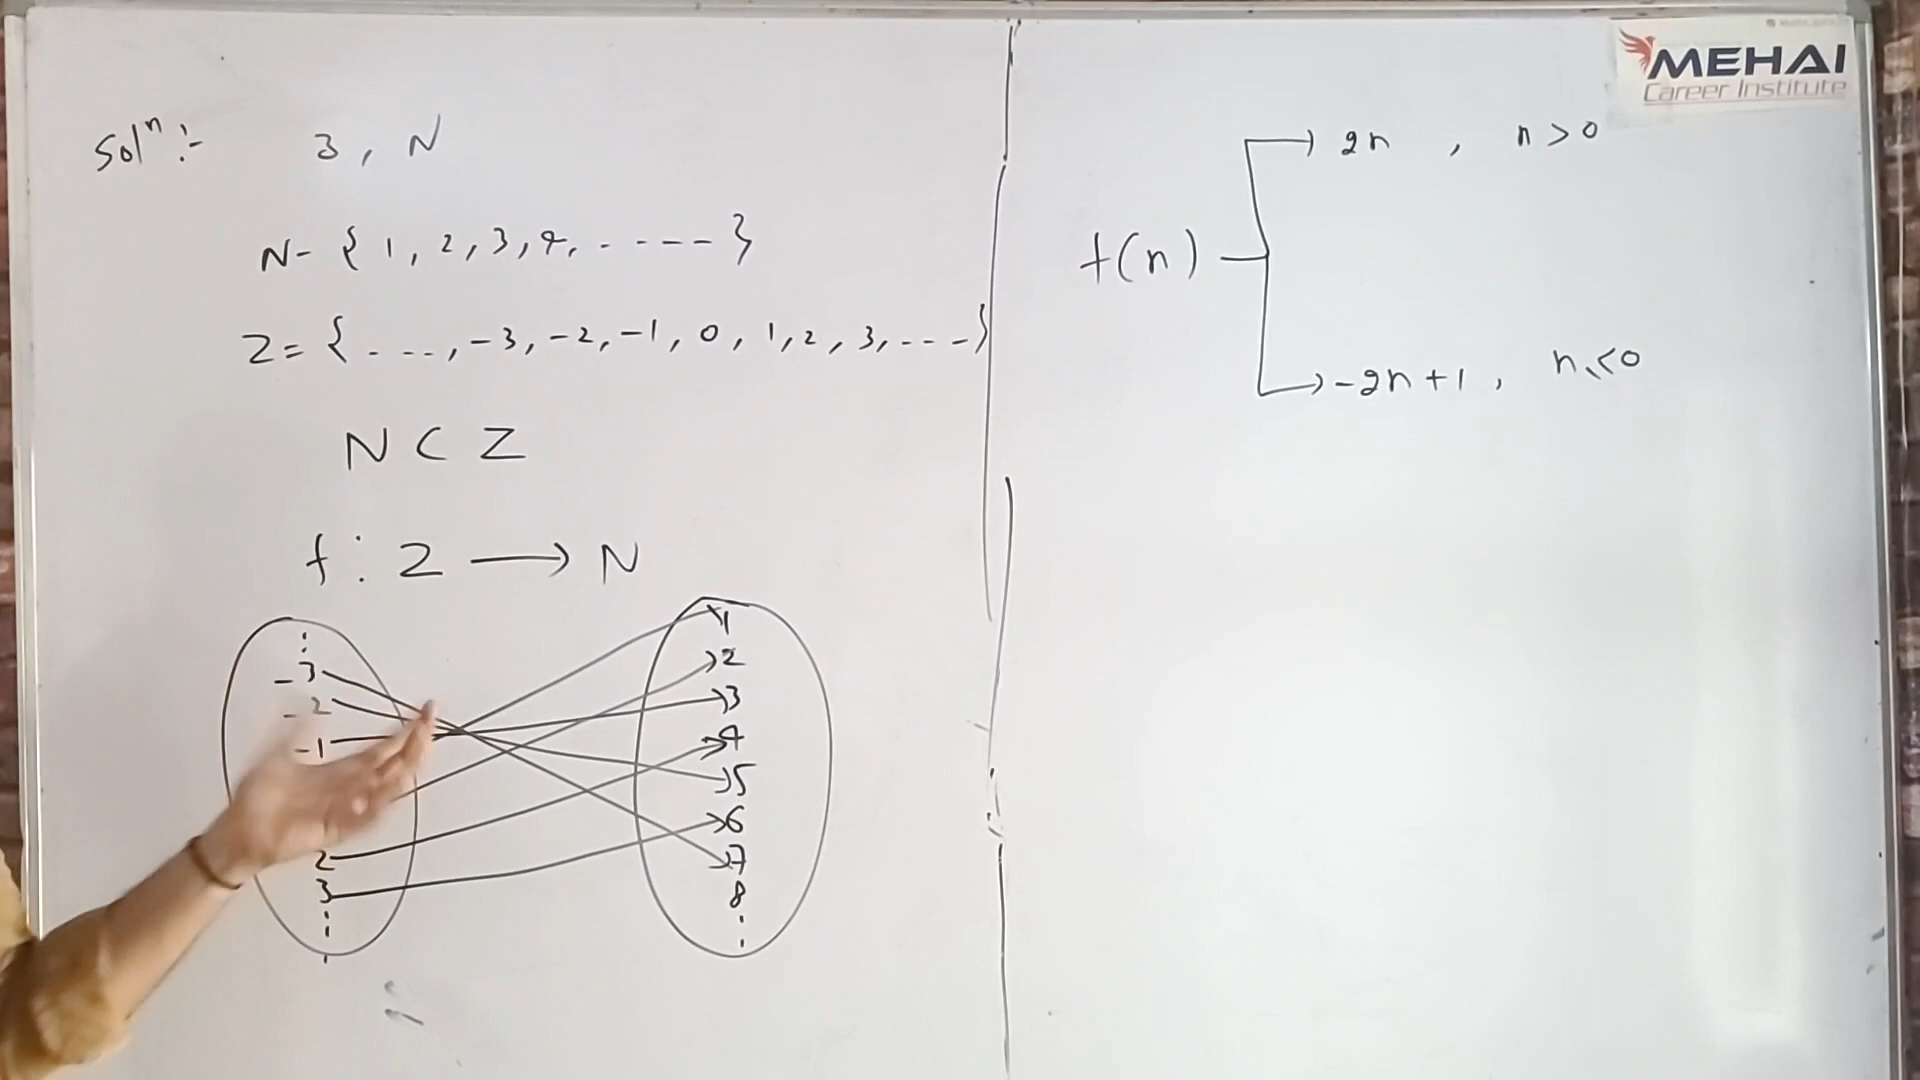 Solⁿ :- 3 , N
N- { 1, 2, 3, 4, . - - - - }
Z = { . - - . , -3, -2, -1, 0, 1, 2, 3, - - - }
N ⊂ Z
f : Z ⟶ N
-3
-2
-1
2
3
1
2
3
4
5
6
7
8
MEHAI
Career Institute
2n , n > 0
f(n)
-2n + 1 , n ≤ 0